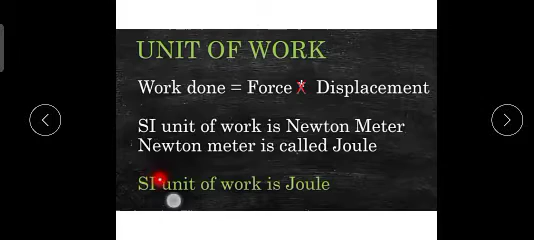 UNIT OF WORK
Work done = Force x Displacement
SI unit of work is Newton Meter
Newton meter is called Joule
SI unit of work is Joule